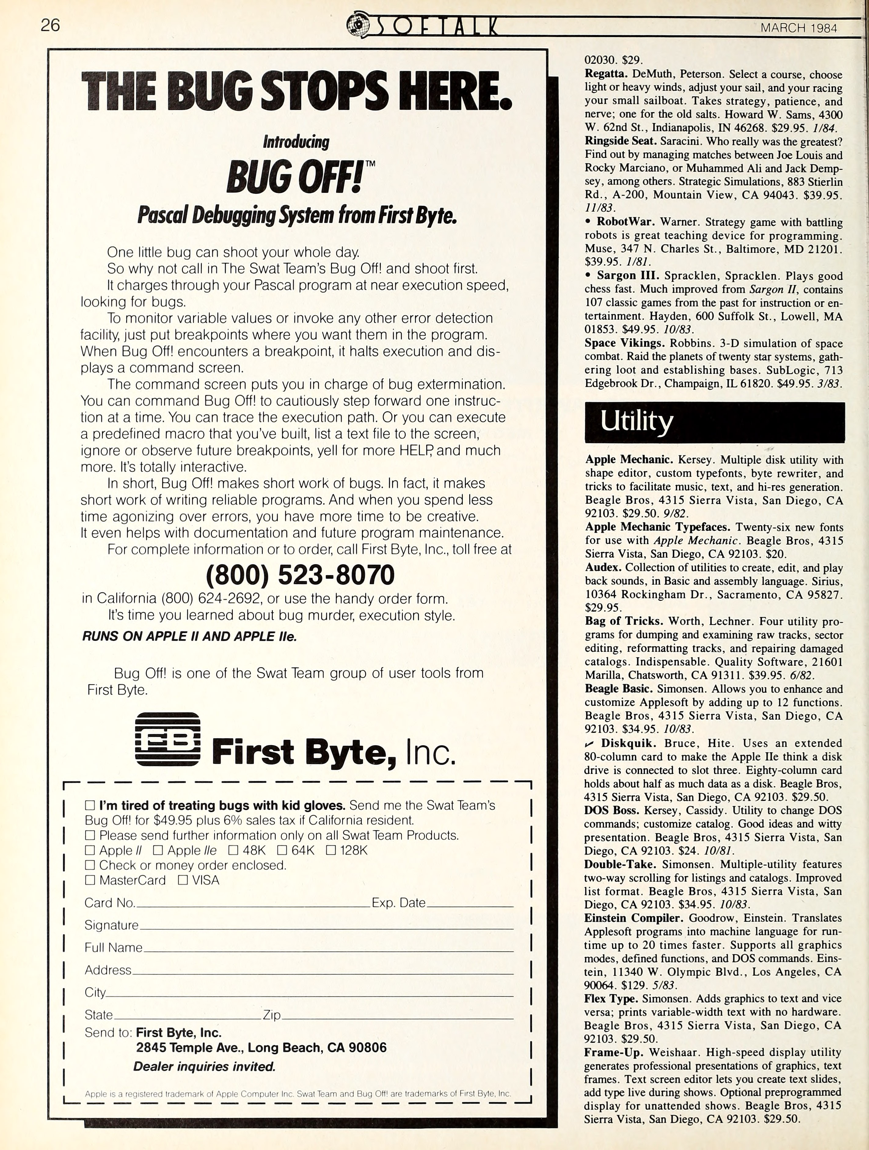 26
SOFTALK
MARCH 1984
THE BUG STOPS HERE.
Introducing
BUG OFF!™
Pascal Debugging System from First Byte.
One little bug can shoot your whole day.
So why not call in The Swat Team's Bug Off! and shoot first.
It charges through your Pascal program at near execution speed,
looking for bugs.
To monitor variable values or invoke any other error detection
facility, just put breakpoints where you want them in the program.
When Bug Off! encounters a breakpoint, it halts execution and dis-
plays a command screen.
The command screen puts you in charge of bug extermination.
You can command Bug Off! to cautiously step forward one instruc-
tion at a time. You can trace the execution path. Or you can execute
a predefined macro that you've built, list a text file to the screen,
ignore or observe future breakpoints, yell for more HELP, and much
more. It's totally interactive.
In short, Bug Off! makes short work of bugs. In fact, it makes
short work of writing reliable programs. And when you spend less
time agonizing over errors, you have more time to be creative.
It even helps with documentation and future program maintenance.
For complete information or to order, call First Byte, Inc., toll free at
(800) 523-8070
in California (800) 624-2692, or use the handy order form.
It's time you learned about bug murder, execution style.
RUNS ON APPLE II AND APPLE IIe.
Bug Off! is one of the Swat Team group of user tools from
First Byte.
FB First Byte, Inc.
☐ I'm tired of treating bugs with kid gloves. Send me the Swat Team's
Bug Off! for $49.95 plus 6% sales tax if California resident.
☐ Please send further information only on all Swat Team Products.
☐ Apple II ☐ Apple IIe ☐ 48K ☐ 64K ☐ 128K
☐ Check or money order enclosed.
☐ MasterCard ☐ VISA
Card No. Exp. Date
Signature
Full Name
Address
City
State Zip
Send to: First Byte, Inc.
2845 Temple Ave., Long Beach, CA 90806
Dealer inquiries invited.
Apple is a registered trademark of Apple Computer Inc. Swat Team and Bug Off! are trademarks of First Byte, Inc.
02030. $29.
Regatta. DeMuth, Peterson. Select a course, choose
light or heavy winds, adjust your sail, and your racing
your small sailboat. Takes strategy, patience, and
nerve; one for the old salts. Howard W. Sams, 4300
W. 62nd St., Indianapolis, IN 46268. $29.95. 1/84.
Ringside Seat. Saracini. Who really was the greatest?
Find out by managing matches between Joe Louis and
Rocky Marciano, or Muhammed Ali and Jack Demp-
sey, among others. Strategic Simulations, 883 Stierlin
Rd., A-200, Mountain View, CA 94043. $39.95.
11/83.
• RobotWar. Warner. Strategy game with battling
robots is great teaching device for programming.
Muse, 347 N. Charles St., Baltimore, MD 21201.
$39.95. 1/81.
• Sargon III. Spracklen, Spracklen. Plays good
chess fast. Much improved from Sargon II, contains
107 classic games from the past for instruction or en-
tertainment. Hayden, 600 Suffolk St., Lowell, MA
01853. $49.95. 10/83.
Space Vikings. Robbins. 3-D simulation of space
combat. Raid the planets of twenty star systems, gath-
ering loot and establishing bases. SubLogic, 713
Edgebrook Dr., Champaign, IL 61820. $49.95. 3/83.
Utility
Apple Mechanic. Kersey. Multiple disk utility with
shape editor, custom typefonts, byte rewriter, and
tricks to facilitate music, text, and hi-res generation.
Beagle Bros, 4315 Sierra Vista, San Diego, CA
92103. $29.50. 9/82.
Apple Mechanic Typefaces. Twenty-six new fonts
for use with Apple Mechanic. Beagle Bros, 4315
Sierra Vista, San Diego, CA 92103. $20.
Audex. Collection of utilities to create, edit, and play
back sounds, in Basic and assembly language. Sirius,
10364 Rockingham Dr., Sacramento, CA 95827.
$29.95.
Bag of Tricks. Worth, Lechner. Four utility pro-
grams for dumping and examining raw tracks, sector
editing, reformatting tracks, and repairing damaged
catalogs. Indispensable. Quality Software, 21601
Marilla, Chatsworth, CA 91311. $39.95. 6/82.
Beagle Basic. Simonsen. Allows you to enhance and
customize Applesoft by adding up to 12 functions.
Beagle Bros, 4315 Sierra Vista, San Diego, CA
92103. $34.95. 10/83.
✓ Diskquik. Bruce, Hite. Uses an extended
80-column card to make the Apple IIe think a disk
drive is connected to slot three. Eighty-column card
holds about half as much data as a disk. Beagle Bros,
4315 Sierra Vista, San Diego, CA 92103. $29.50.
DOS Boss. Kersey, Cassidy. Utility to change DOS
commands; customize catalog. Good ideas and witty
presentation. Beagle Bros, 4315 Sierra Vista, San
Diego, CA 92103. $24. 10/81.
Double-Take. Simonsen. Multiple-utility features
two-way scrolling for listings and catalogs. Improved
list format. Beagle Bros, 4315 Sierra Vista, San
Diego, CA 92103. $34.95. 10/83.
Einstein Compiler. Goodrow, Einstein. Translates
Applesoft programs into machine language for run-
time up to 20 times faster. Supports all graphics
modes, defined functions, and DOS commands. Eins-
tein, 11340 W. Olympic Blvd., Los Angeles, CA
90064. $129. 5/83.
Flex Type. Simonsen. Adds graphics to text and vice
versa; prints variable-width text with no hardware.
Beagle Bros, 4315 Sierra Vista, San Diego, CA
92103. $29.50.
Frame-Up. Weishaar. High-speed display utility
generates professional presentations of graphics, text
frames. Text screen editor lets you create text slides,
add type live during shows. Optional preprogrammed
display for unattended shows. Beagle Bros, 4315
Sierra Vista, San Diego, CA 92103. $29.50.